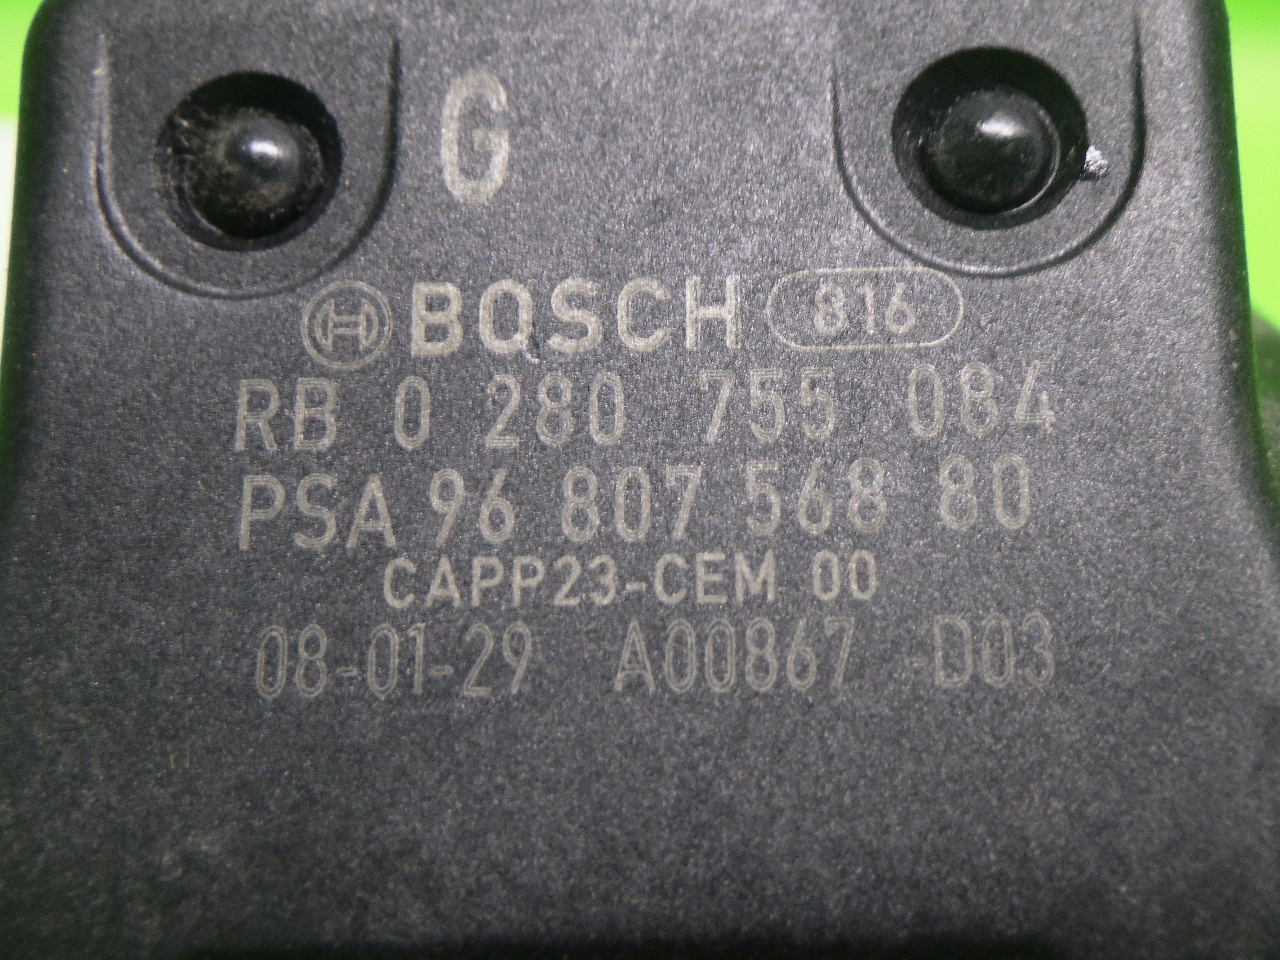 G
BOSCH 816
RB 0 280 755 084
PSA 96 807 568 80
CAPP23-CEM 00
08-01-29 A00867 -D03